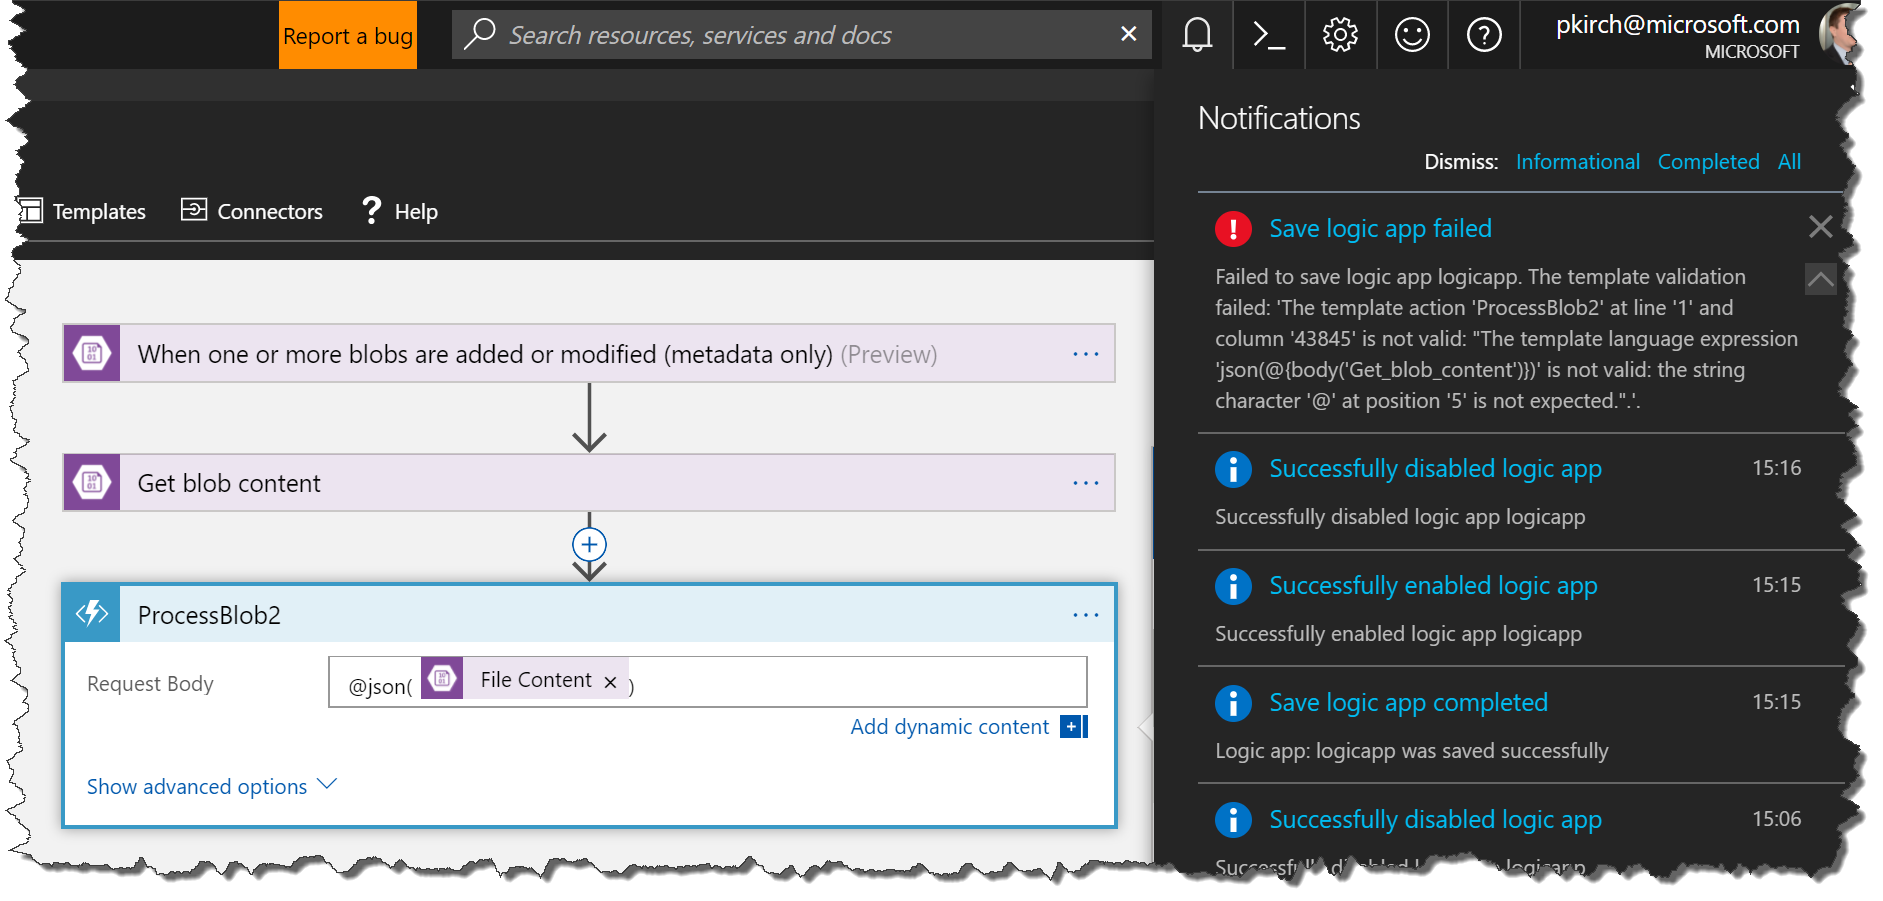 Report a bug
Search resources, services and docs
pkirch@microsoft.com
MICROSOFT
Templates
Connectors
Help
When one or more blobs are added or modified (metadata only) (Preview)
Get blob content
ProcessBlob2
Request Body
@json( File Content × )
Add dynamic content
Show advanced options
Notifications
Dismiss: Informational Completed All
Save logic app failed
Failed to save logic app logicapp. The template validation
failed: 'The template action 'ProcessBlob2' at line '1' and
column '43845' is not valid: "The template language expression
'json(@{body('Get_blob_content')})' is not valid: the string
character '@' at position '5' is not expected.".'.
Successfully disabled logic app 15:16
Successfully disabled logic app logicapp
Successfully enabled logic app 15:15
Successfully enabled logic app logicapp
Save logic app completed 15:15
Logic app: logicapp was saved successfully
Successfully disabled logic app 15:06